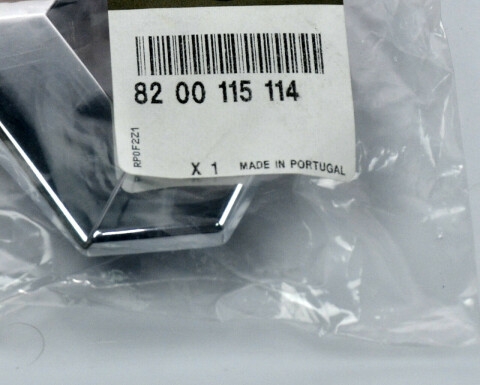 82 00 115 114
RP0F2Z1
X 1 MADE IN PORTUGAL